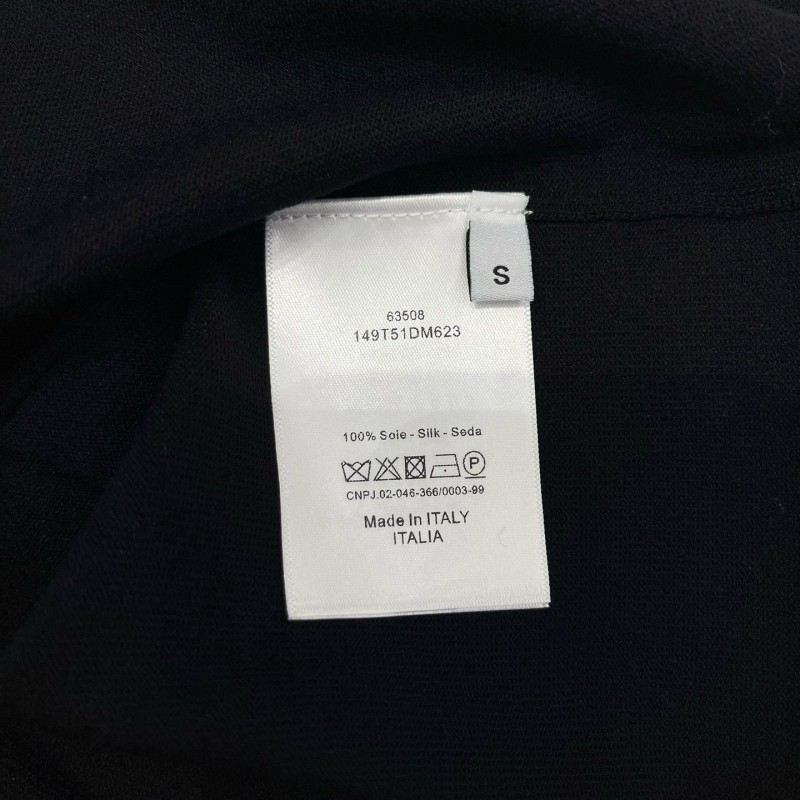 S
63508
149T51DM623
100% Soie - Silk - Seda
P
CNPJ.02-046-366/0003-99
Made In ITALY
ITALIA